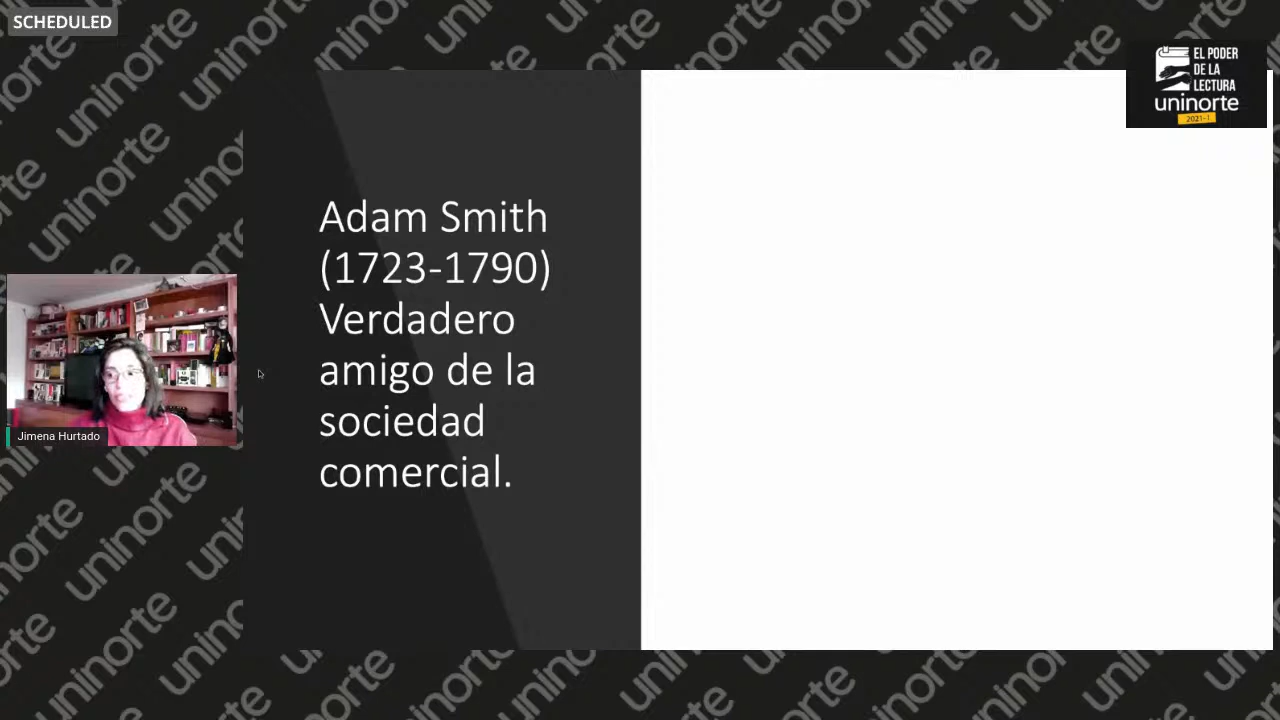 SCHEDULED
EL PODER
DE LA
LECTURA
uninorte
2021-1
Adam Smith
(1723-1790)
Verdadero
amigo de la
sociedad
comercial.
Jimena Hurtado
uninorte